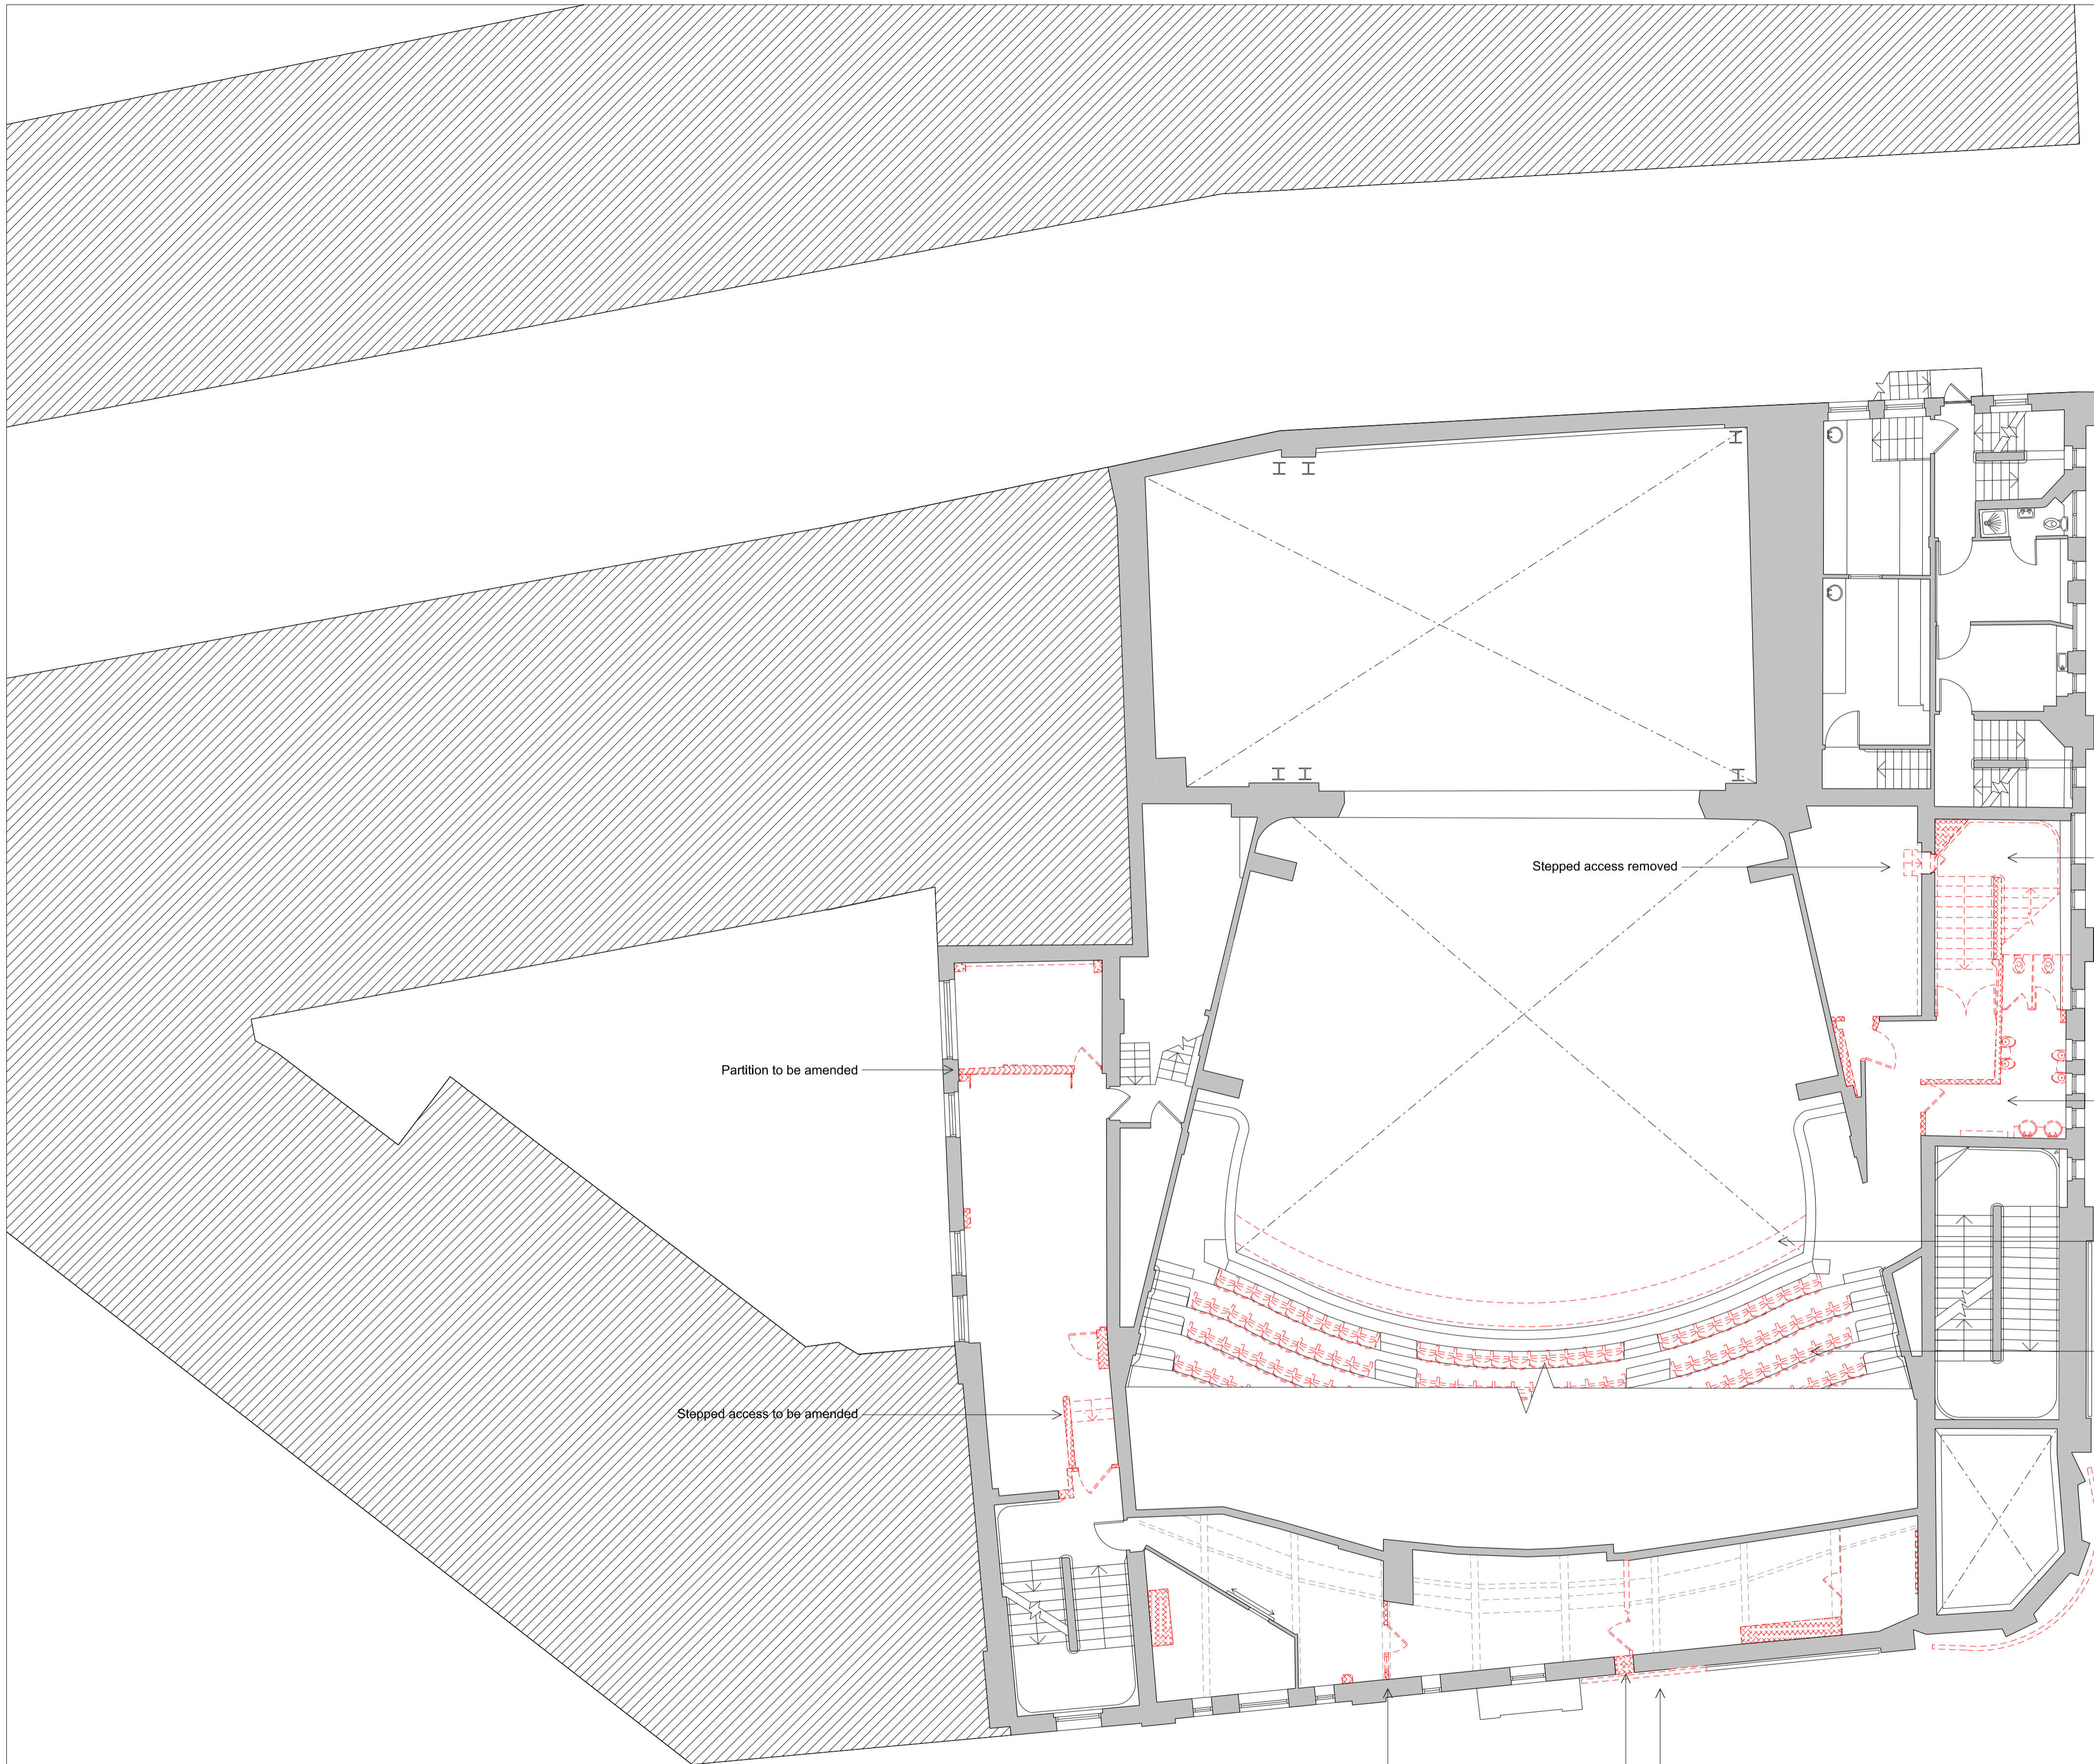 Stepped access removed
Partition to be amended
Stepped access to be amended